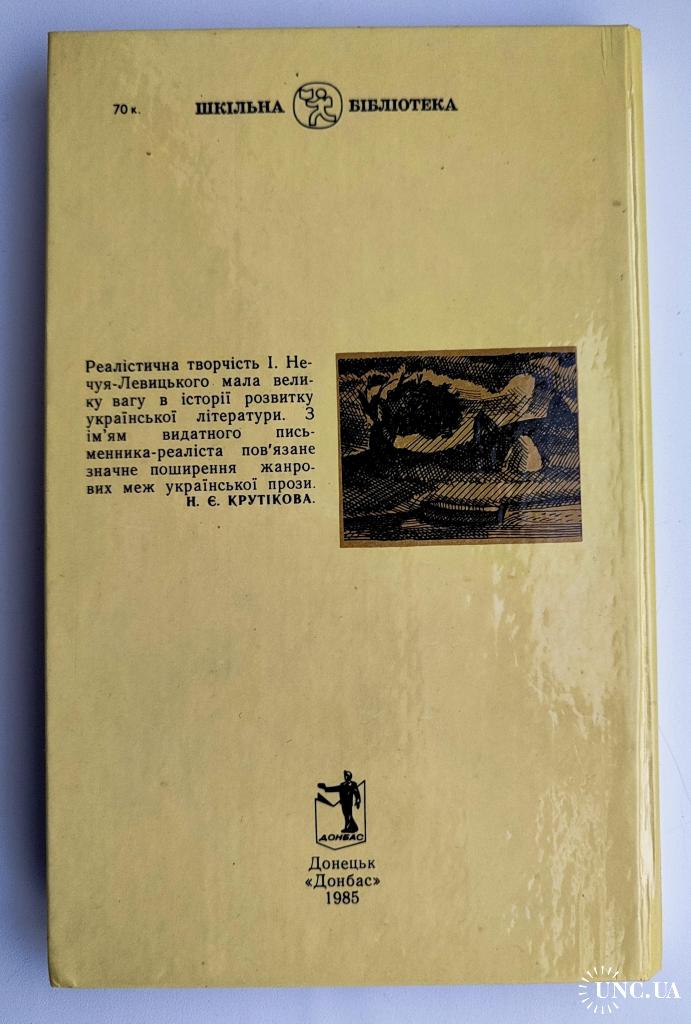 70 к. ШКІЛЬНА БІБЛІОТЕКА
Реалістична творчість І. Не-
чуя-Левицького мала вели-
ку вагу в історії розвитку
української літератури. З
ім'ям видатного пись-
менника-реаліста пов'язане
значне поширення жанро-
вих меж української прози.
Н. Є. КРУТІКОВА.
ДОНБАС
Донецьк
«Донбас»
1985
UNC.UA